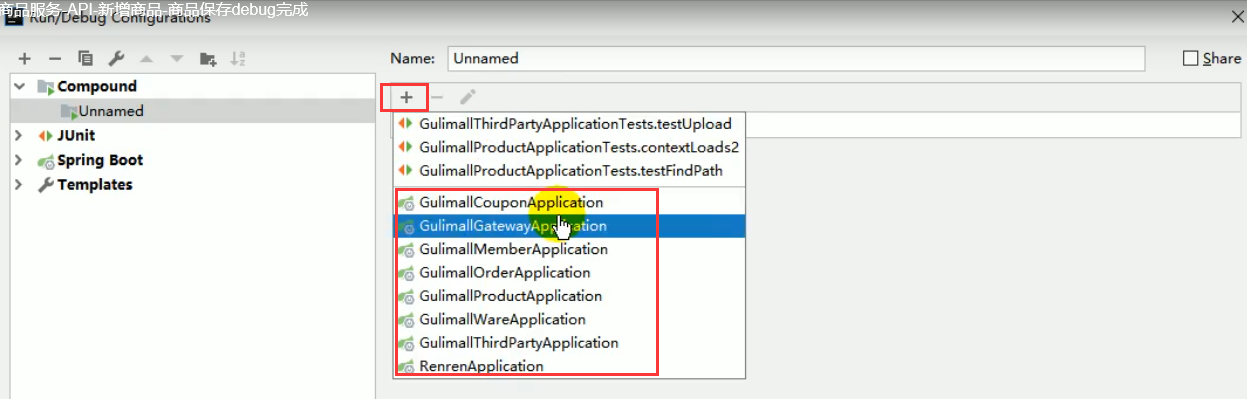 商品服务-API-新增商品-商品保存debug完成
Run/Debug Configurations
Name:
Unnamed
Share
Compound
Unnamed
JUnit
Spring Boot
Templates
GulimallThirdPartyApplicationTests.testUpload
GulimallProductApplicationTests.contextLoads2
GulimallProductApplicationTests.testFindPath
GulimallCouponApplication
GulimallGatewayApplication
GulimallMemberApplication
GulimallOrderApplication
GulimallProductApplication
GulimallWareApplication
GulimallThirdPartyApplication
RenrenApplication